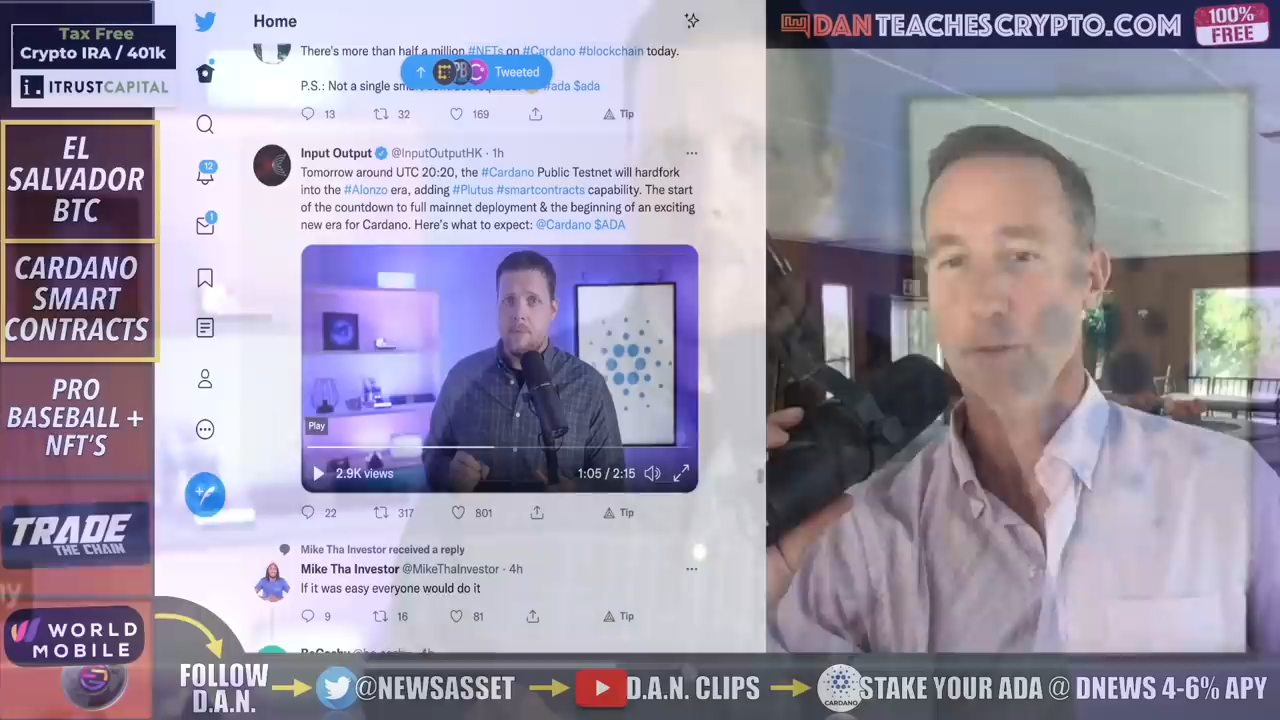 Tax Free
Crypto IRA / 401k
ITRUSTCAPITAL
EL
SALVADOR
BTC
CARDANO
SMART
CONTRACTS
PRO
BASEBALL +
NFT'S
TRADE
THE CHAIN
WORLD
MOBILE
Home
There's more than half a million #NFTs on #Cardano #blockchain today.
Tweeted
P.S.: Not a single #ada $ada
13 32 169 Tip
12
1
Input Output @InputOutputHK · 1h
Tomorrow around UTC 20:20, the #Cardano Public Testnet will hardfork
into the #Alonzo era, adding #Plutus #smartcontracts capability. The start
of the countdown to full mainnet deployment & the beginning of an exciting
new era for Cardano. Here's what to expect: @Cardano $ADA
Play
2.9K views 1:05 / 2:15
22 317 801 Tip
Mike Tha Investor received a reply
Mike Tha Investor @MikeThaInvestor · 4h
If it was easy everyone would do it
9 16 81 Tip
DANTEACHESCRYPTO.COM
100%
FREE
FOLLOW
D.A.N.
@NEWSASSET
D.A.N. CLIPS
CARDANO
STAKE YOUR ADA @ DNEWS 4-6% APY